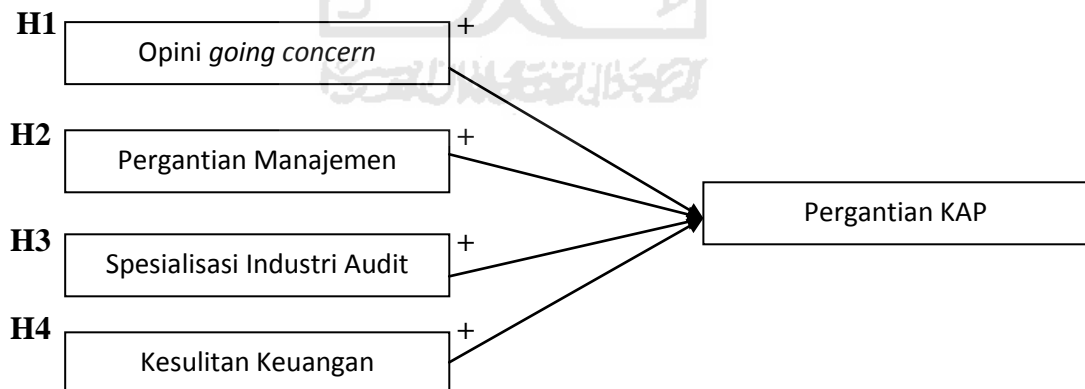 H1
+
Opini going concern
H2
+
Pergantian Manajemen
Pergantian KAP
H3
+
Spesialisasi Industri Audit
H4
+
Kesulitan Keuangan